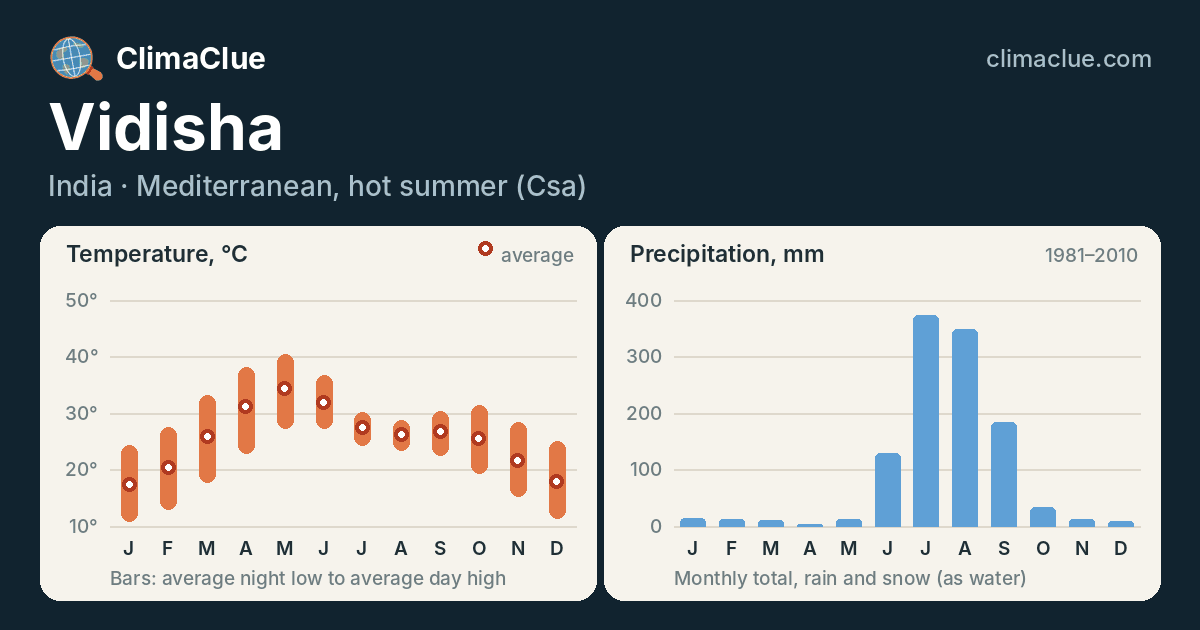 ClimaClue
climaclue.com
Vidisha
India · Mediterranean, hot summer (Csa)
Temperature, °C
average
50°
40°
30°
20°
10°
J F M A M J J A S O N D
Bars: average night low to average day high
Precipitation, mm
1981–2010
400
300
200
100
0
J F M A M J J A S O N D
Monthly total, rain and snow (as water)